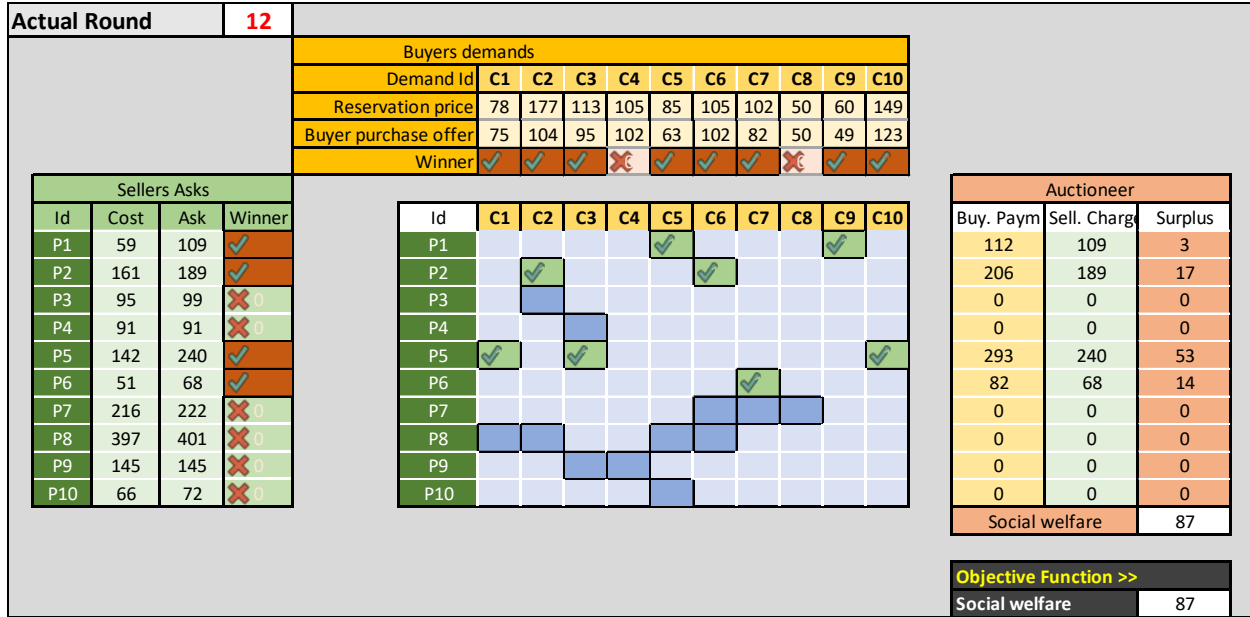 Actual Round 12
Buyers demands
Demand Id C1 C2 C3 C4 C5 C6 C7 C8 C9 C10
Reservation price 78 177 113 105 85 105 102 50 60 149
Buyer purchase offer 75 104 95 102 63 102 82 50 49 123
Winner
Sellers Asks
Auctioneer
Id Cost Ask Winner Id C1 C2 C3 C4 C5 C6 C7 C8 C9 C10 Buy. Paym Sell. Charge Surplus
P1 59 109 P1 112 109 3
P2 161 189 P2 206 189 17
P3 95 99 0 P3 0 0 0
P4 91 91 0 P4 0 0 0
P5 142 240 P5 293 240 53
P6 51 68 P6 82 68 14
P7 216 222 0 P7 0 0 0
P8 397 401 0 P8 0 0 0
P9 145 145 0 P9 0 0 0
P10 66 72 0 P10 0 0 0
Social welfare 87
Objective Function >>
Social welfare 87